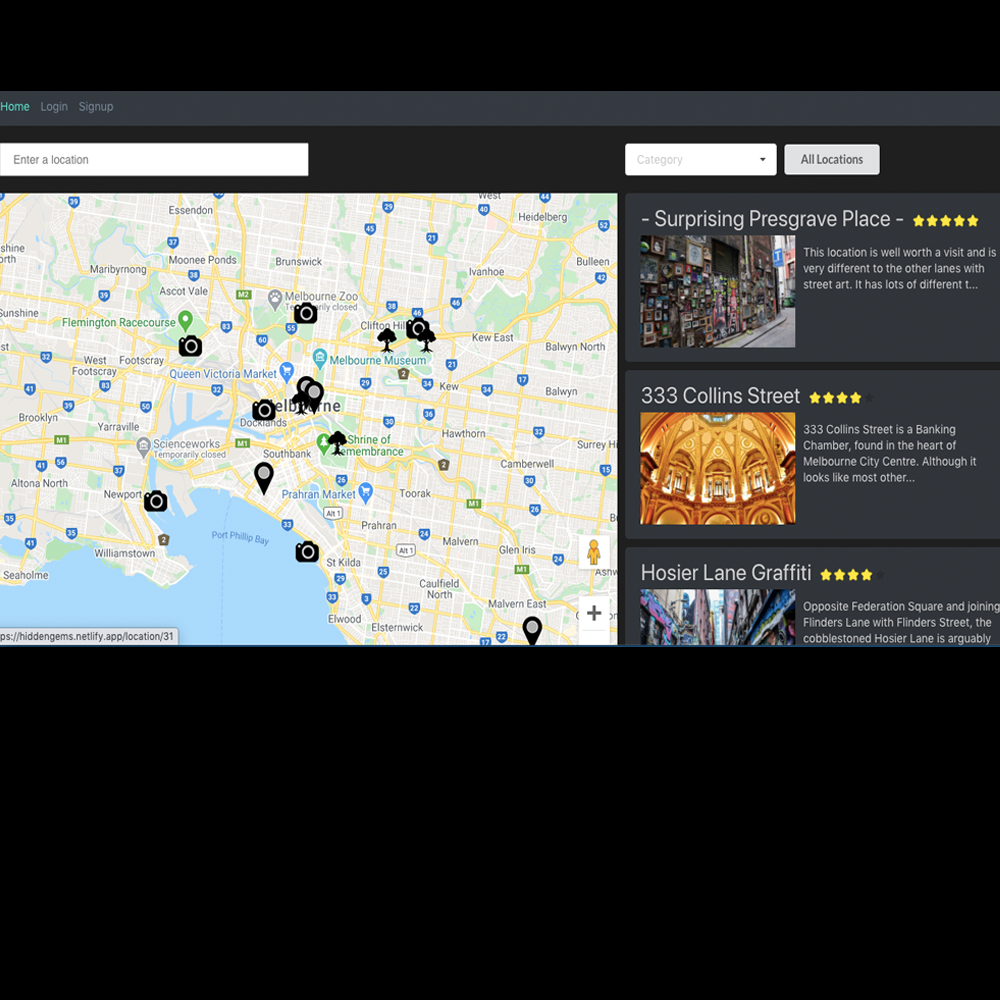 Home Login Signup
Enter a location
Category
All Locations
- Surprising Presgrave Place -
This location is well worth a visit and is
very different to the other lanes with
street art. It has lots of different t...
333 Collins Street
333 Collins Street is a Banking
Chamber, found in the heart of
Melbourne City Centre. Although it
looks like most other...
Hosier Lane Graffiti
Opposite Federation Square and joining
Flinders Lane with Flinders Street, the
cobblestoned Hosier Lane is arguably
West
Essendon
Heidelberg
Moonee Ponds
Brunswick
Maribyrnong
Ivanhoe
Bulleen
Ascot Vale
Melbourne Zoo
Sunshine
Flemington Racecourse
Clifton Hill
Kew East
Balwyn North
West Footscray
Footscray
Melbourne Museum
Queen Victoria Market
Kew
Balwyn
Brooklyn
Docklands
Yarraville
Hawthorn
Surrey H
Scienceworks
Temporarily closed
Shrine of
Southbank
Camberwell
Altona North
Newport
Prahran Market
Toorak
Alt 1
Prahran
Port Phillip Bay
Malvern
Alt 1
Glen Iris
Williamstown
St Kilda
Seaholme
Caulfield
North
Malvern East
Elwood
Elsternwick
ps://hiddengems.netlify.app/location/31